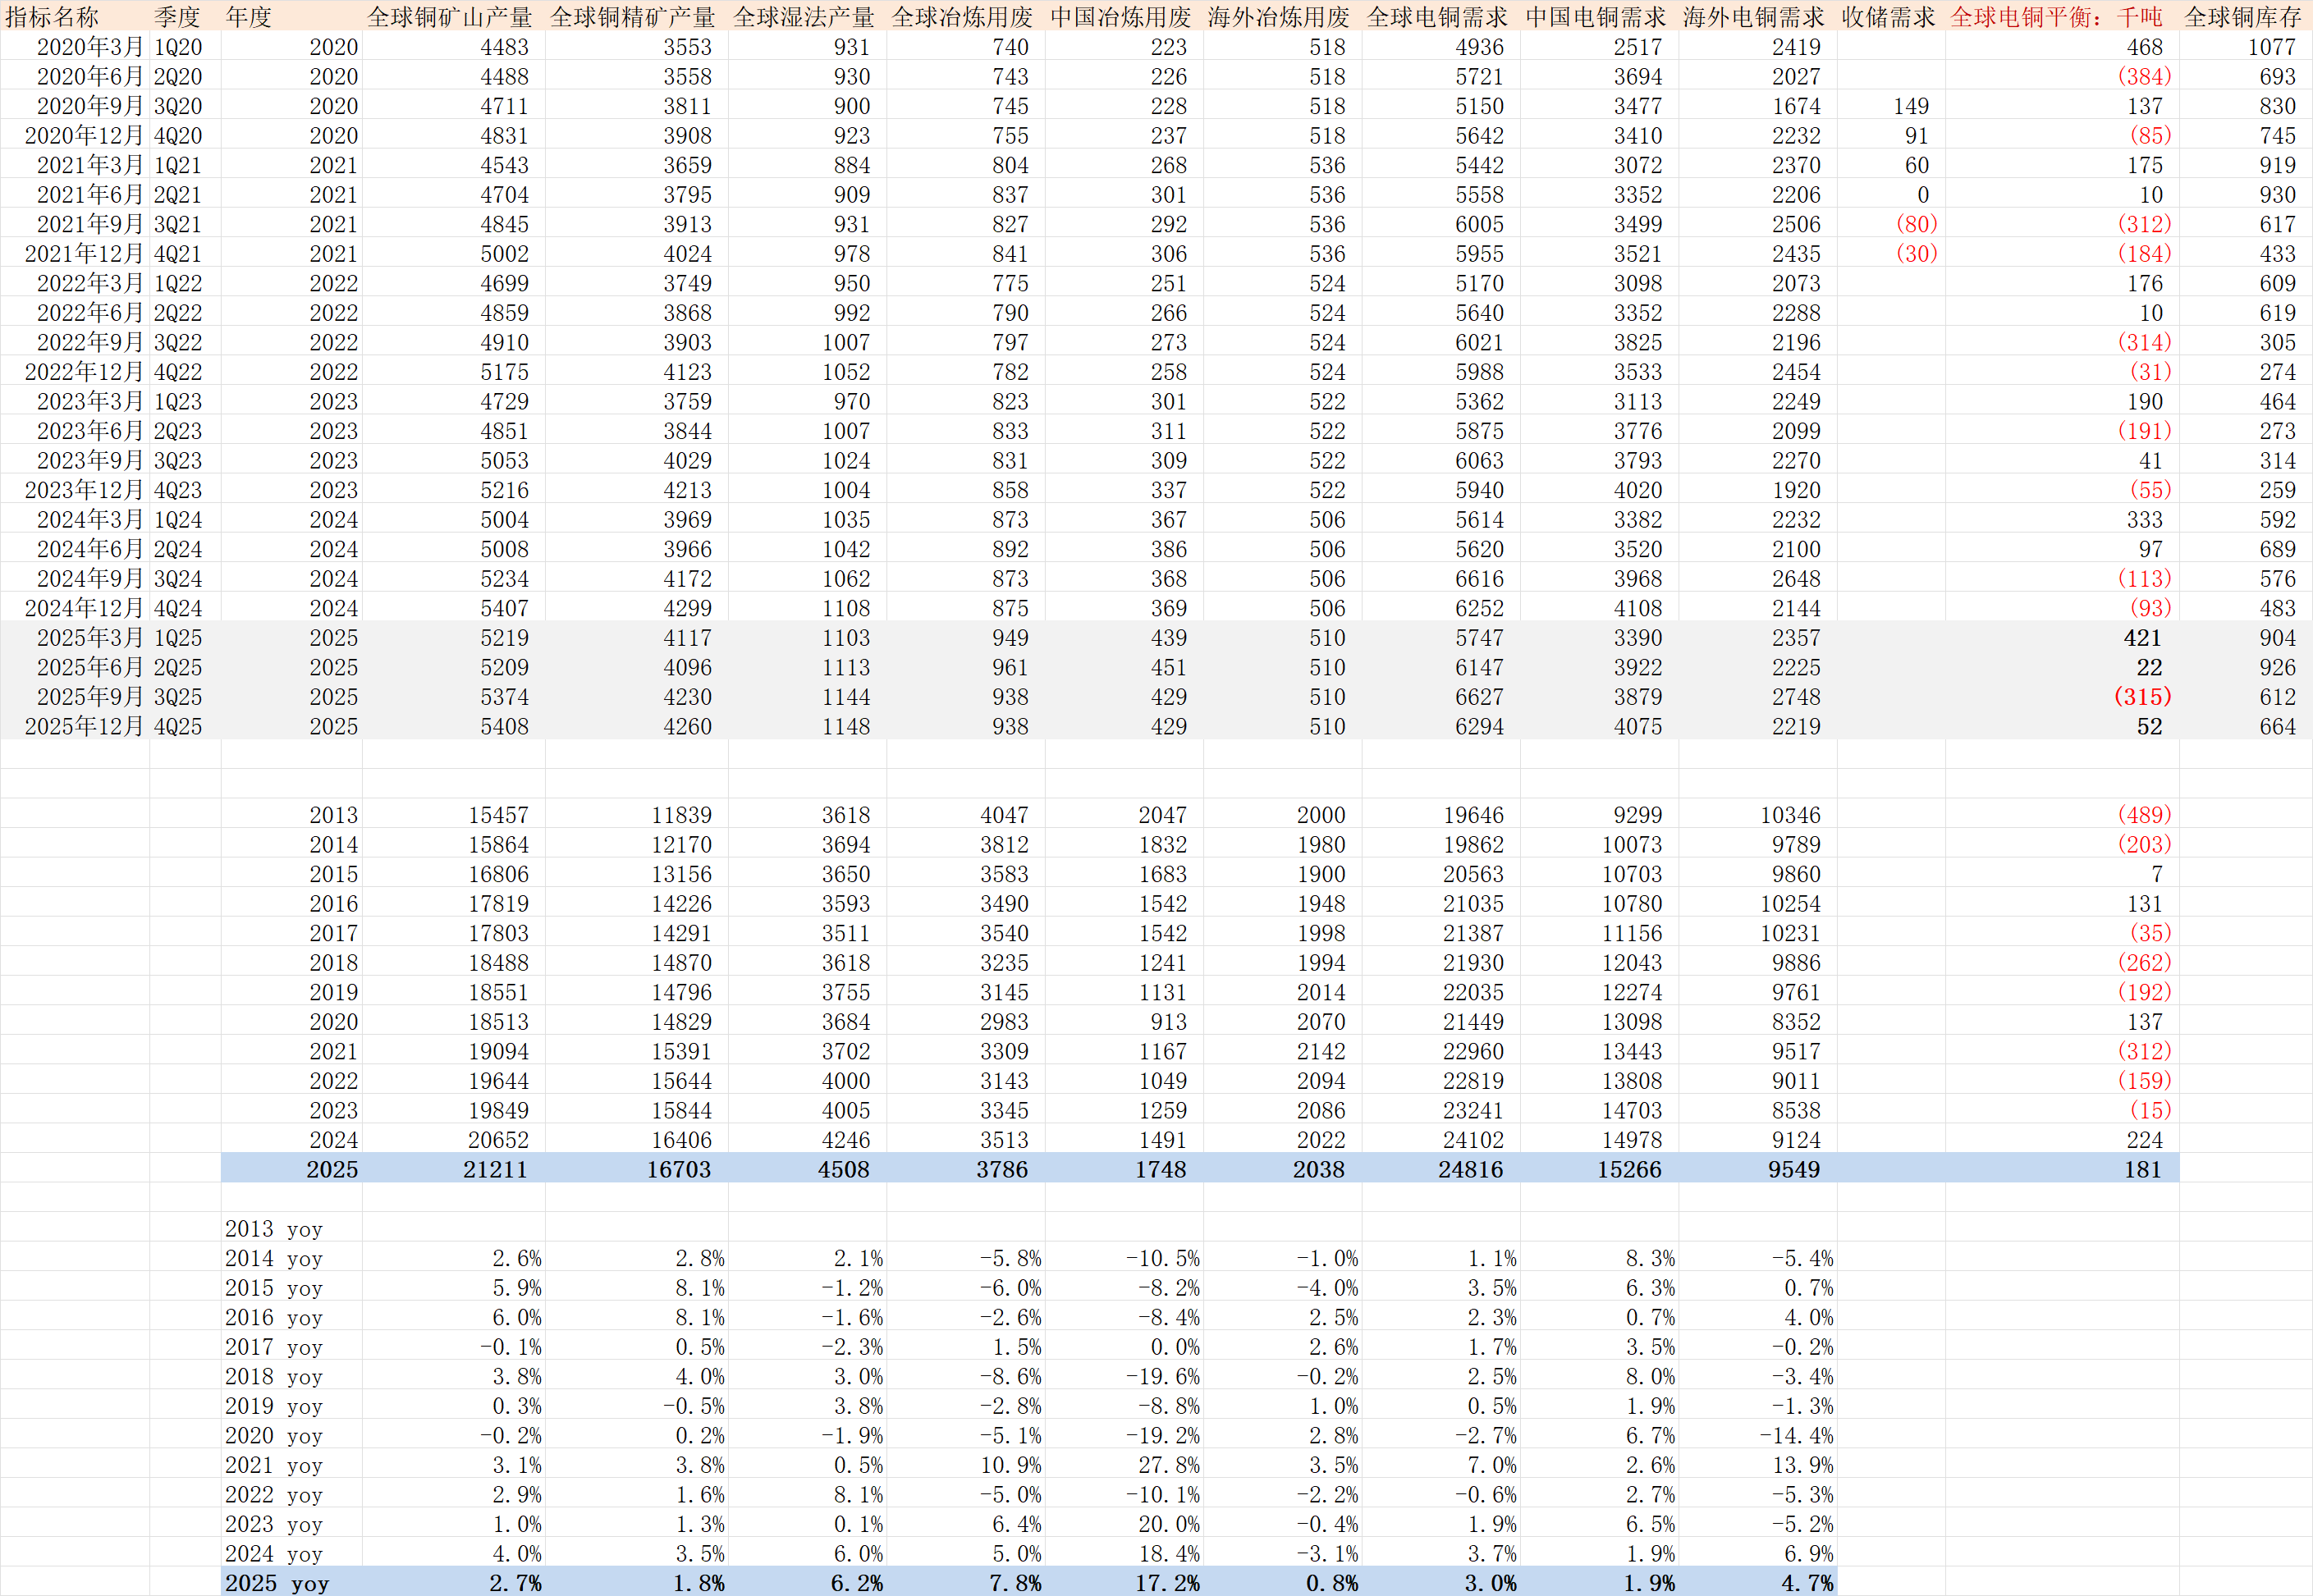 指标名称 季度 年度 全球铜矿山产量 全球铜精矿产量 全球湿法产量 全球冶炼用废 中国冶炼用废 海外冶炼用废 全球电铜需求 中国电铜需求 海外电铜需求 收储需求 全球电铜平衡：千吨 全球铜库存
2020年3月 1Q20 2020 4483 3553 931 740 223 518 4936 2517 2419 468 1077
2020年6月 2Q20 2020 4488 3558 930 743 226 518 5721 3694 2027 (384) 693
2020年9月 3Q20 2020 4711 3811 900 745 228 518 5150 3477 1674 149 137 830
2020年12月 4Q20 2020 4831 3908 923 755 237 518 5642 3410 2232 91 (85) 745
2021年3月 1Q21 2021 4543 3659 884 804 268 536 5442 3072 2370 60 175 919
2021年6月 2Q21 2021 4704 3795 909 837 301 536 5558 3352 2206 0 10 930
2021年9月 3Q21 2021 4845 3913 931 827 292 536 6005 3499 2506 (80) (312) 617
2021年12月 4Q21 2021 5002 4024 978 841 306 536 5955 3521 2435 (30) (184) 433
2022年3月 1Q22 2022 4699 3749 950 775 251 524 5170 3098 2073 176 609
2022年6月 2Q22 2022 4859 3868 992 790 266 524 5640 3352 2288 10 619
2022年9月 3Q22 2022 4910 3903 1007 797 273 524 6021 3825 2196 (314) 305
2022年12月 4Q22 2022 5175 4123 1052 782 258 524 5988 3533 2454 (31) 274
2023年3月 1Q23 2023 4729 3759 970 823 301 522 5362 3113 2249 190 464
2023年6月 2Q23 2023 4851 3844 1007 833 311 522 5875 3776 2099 (191) 273
2023年9月 3Q23 2023 5053 4029 1024 831 309 522 6063 3793 2270 41 314
2023年12月 4Q23 2023 5216 4213 1004 858 337 522 5940 4020 1920 (55) 259
2024年3月 1Q24 2024 5004 3969 1035 873 367 506 5614 3382 2232 333 592
2024年6月 2Q24 2024 5008 3966 1042 892 386 506 5620 3520 2100 97 689
2024年9月 3Q24 2024 5234 4172 1062 873 368 506 6616 3968 2648 (113) 576
2024年12月 4Q24 2024 5407 4299 1108 875 369 506 6252 4108 2144 (93) 483
2025年3月 1Q25 2025 5219 4117 1103 949 439 510 5747 3390 2357 421 904
2025年6月 2Q25 2025 5209 4096 1113 961 451 510 6147 3922 2225 22 926
2025年9月 3Q25 2025 5374 4230 1144 938 429 510 6627 3879 2748 (315) 612
2025年12月 4Q25 2025 5408 4260 1148 938 429 510 6294 4075 2219 52 664
2013 15457 11839 3618 4047 2047 2000 19646 9299 10346 (489)
2014 15864 12170 3694 3812 1832 1980 19862 10073 9789 (203)
2015 16806 13156 3650 3583 1683 1900 20563 10703 9860 7
2016 17819 14226 3593 3490 1542 1948 21035 10780 10254 131
2017 17803 14291 3511 3540 1542 1998 21387 11156 10231 (35)
2018 18488 14870 3618 3235 1241 1994 21930 12043 9886 (262)
2019 18551 14796 3755 3145 1131 2014 22035 12274 9761 (192)
2020 18513 14829 3684 2983 913 2070 21449 13098 8352 137
2021 19094 15391 3702 3309 1167 2142 22960 13443 9517 (312)
2022 19644 15644 4000 3143 1049 2094 22819 13808 9011 (159)
2023 19849 15844 4005 3345 1259 2086 23241 14703 8538 (15)
2024 20652 16406 4246 3513 1491 2022 24102 14978 9124 224
2025 21211 16703 4508 3786 1748 2038 24816 15266 9549 181
2013 yoy
2014 yoy 2.6% 2.8% 2.1% -5.8% -10.5% -1.0% 1.1% 8.3% -5.4%
2015 yoy 5.9% 8.1% -1.2% -6.0% -8.2% -4.0% 3.5% 6.3% 0.7%
2016 yoy 6.0% 8.1% -1.6% -2.6% -8.4% 2.5% 2.3% 0.7% 4.0%
2017 yoy -0.1% 0.5% -2.3% 1.5% 0.0% 2.6% 1.7% 3.5% -0.2%
2018 yoy 3.8% 4.0% 3.0% -8.6% -19.6% -0.2% 2.5% 8.0% -3.4%
2019 yoy 0.3% -0.5% 3.8% -2.8% -8.8% 1.0% 0.5% 1.9% -1.3%
2020 yoy -0.2% 0.2% -1.9% -5.1% -19.2% 2.8% -2.7% 6.7% -14.4%
2021 yoy 3.1% 3.8% 0.5% 10.9% 27.8% 3.5% 7.0% 2.6% 13.9%
2022 yoy 2.9% 1.6% 8.1% -5.0% -10.1% -2.2% -0.6% 2.7% -5.3%
2023 yoy 1.0% 1.3% 0.1% 6.4% 20.0% -0.4% 1.9% 6.5% -5.2%
2024 yoy 4.0% 3.5% 6.0% 5.0% 18.4% -3.1% 3.7% 1.9% 6.9%
2025 yoy 2.7% 1.8% 6.2% 7.8% 17.2% 0.8% 3.0% 1.9% 4.7%